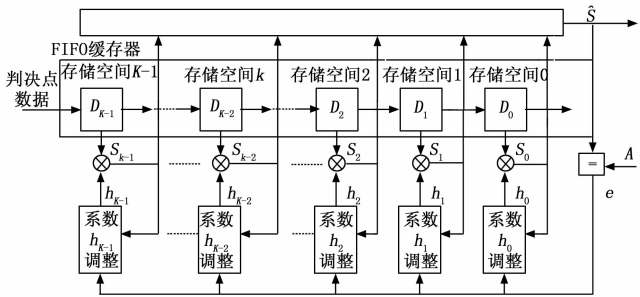 Ŝ
FIFO缓存器
存储空间K-1 存储空间k 存储空间2 存储空间1 存储空间0
判决点
数据
D_{K-1} D_{K-2} D_2 D_1 D_0
S_{k-1} S_{k-2} S_2 S_1 S_0
= A
e
h_{K-1} h_{K-2} h_2 h_1 h_0
系数 系数 系数 系数 系数
h_{K-1} h_{K-2} h_2 h_1 h_0
调整 调整 调整 调整 调整